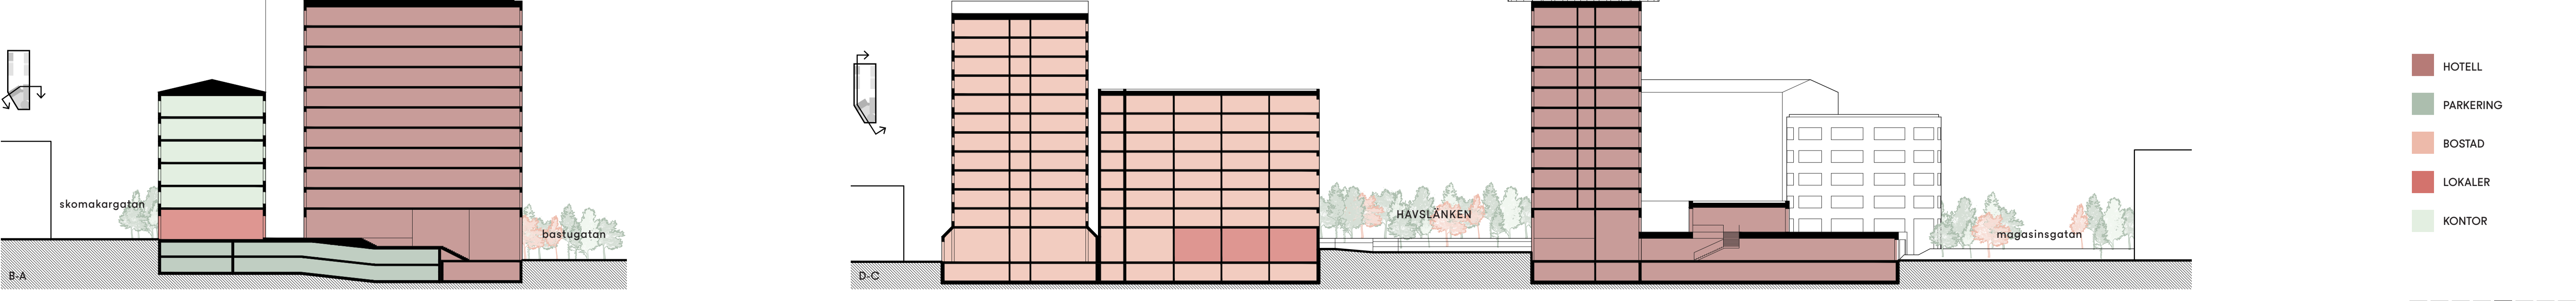 skomakargatan
bastugatan
B-A
HAVSLÄNKEN
magasinsgatan
D-C
HOTELL
PARKERING
BOSTAD
LOKALER
KONTOR